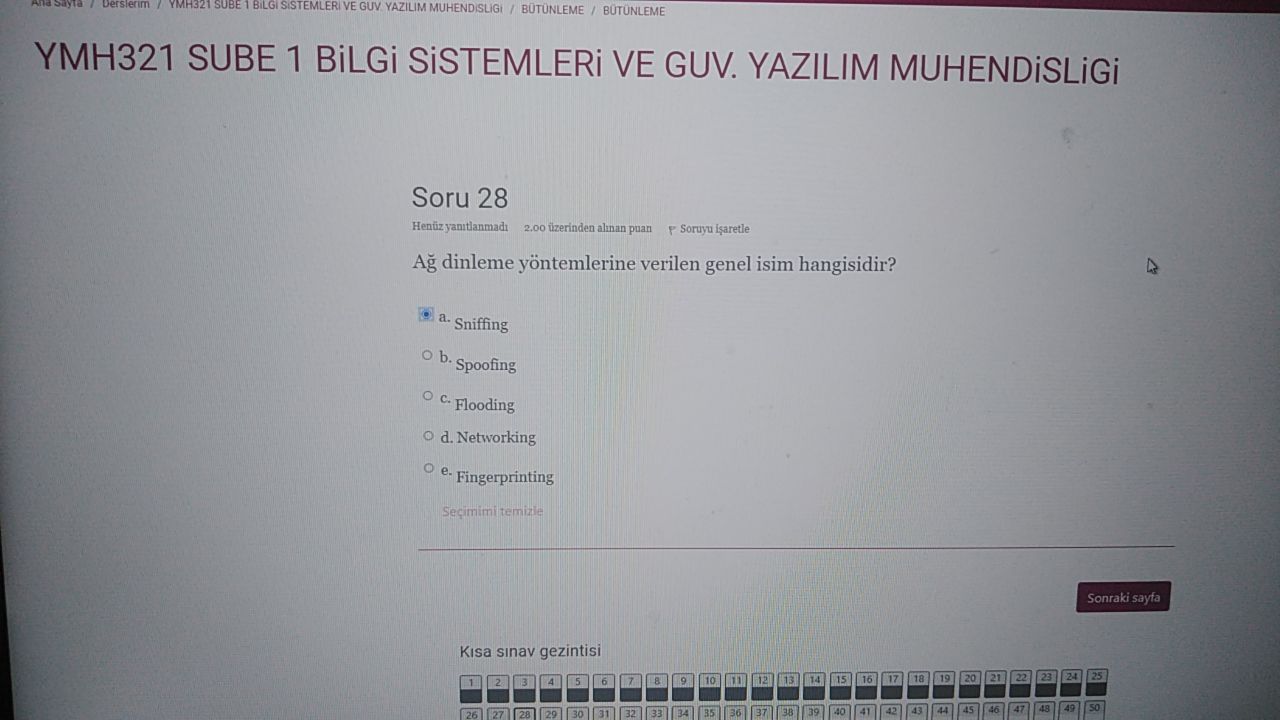 Ana Sayfa / Derslerim / YMH321 SUBE 1 BiLGi SiSTEMLERi VE GUV. YAZILIM MUHENDiSLiGi / BÜTÜNLEME / BÜTÜNLEME
YMH321 SUBE 1 BiLGi SiSTEMLERi VE GUV. YAZILIM MUHENDiSLiGi
Soru 28
Henüz yanıtlanmadı 2.00 üzerinden alınan puan Soruyu işaretle
Ağ dinleme yöntemlerine verilen genel isim hangisidir?
a. Sniffing
b. Spoofing
c. Flooding
d. Networking
e. Fingerprinting
Seçimimi temizle
Sonraki sayfa
Kısa sınav gezintisi
1 2 3 4 5 6 7 8 9 10 11 12 13 14 15 16 17 18 19 20 21 22 23 24 25
26 27 28 29 30 31 32 33 34 35 36 37 38 39 40 41 42 43 44 45 46 47 48 49 50